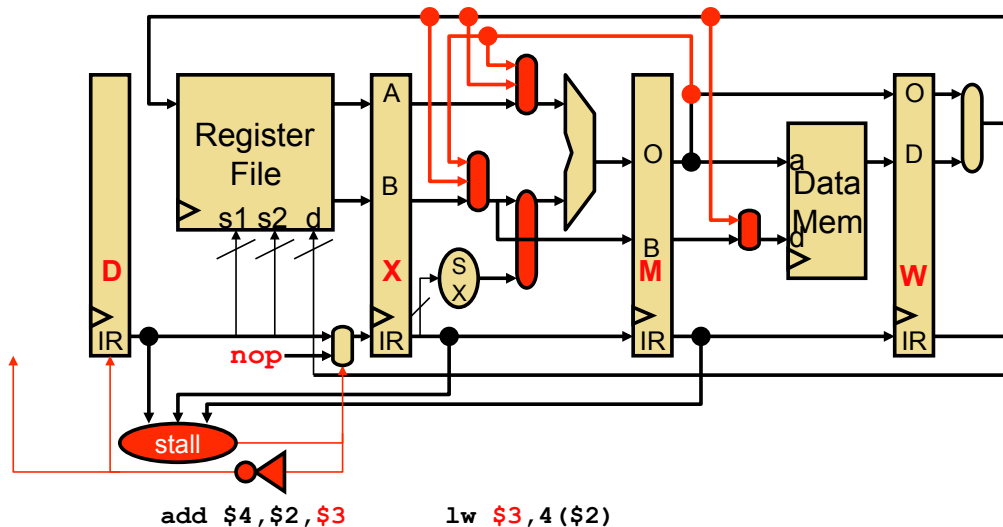 Register
File
s1 s2 d
D
IR
nop
stall
A
B
X
IR
S
X
O
B
M
IR
a
Data
Mem
d
O
D
W
IR
add $4,$2,$3
lw $3,4($2)